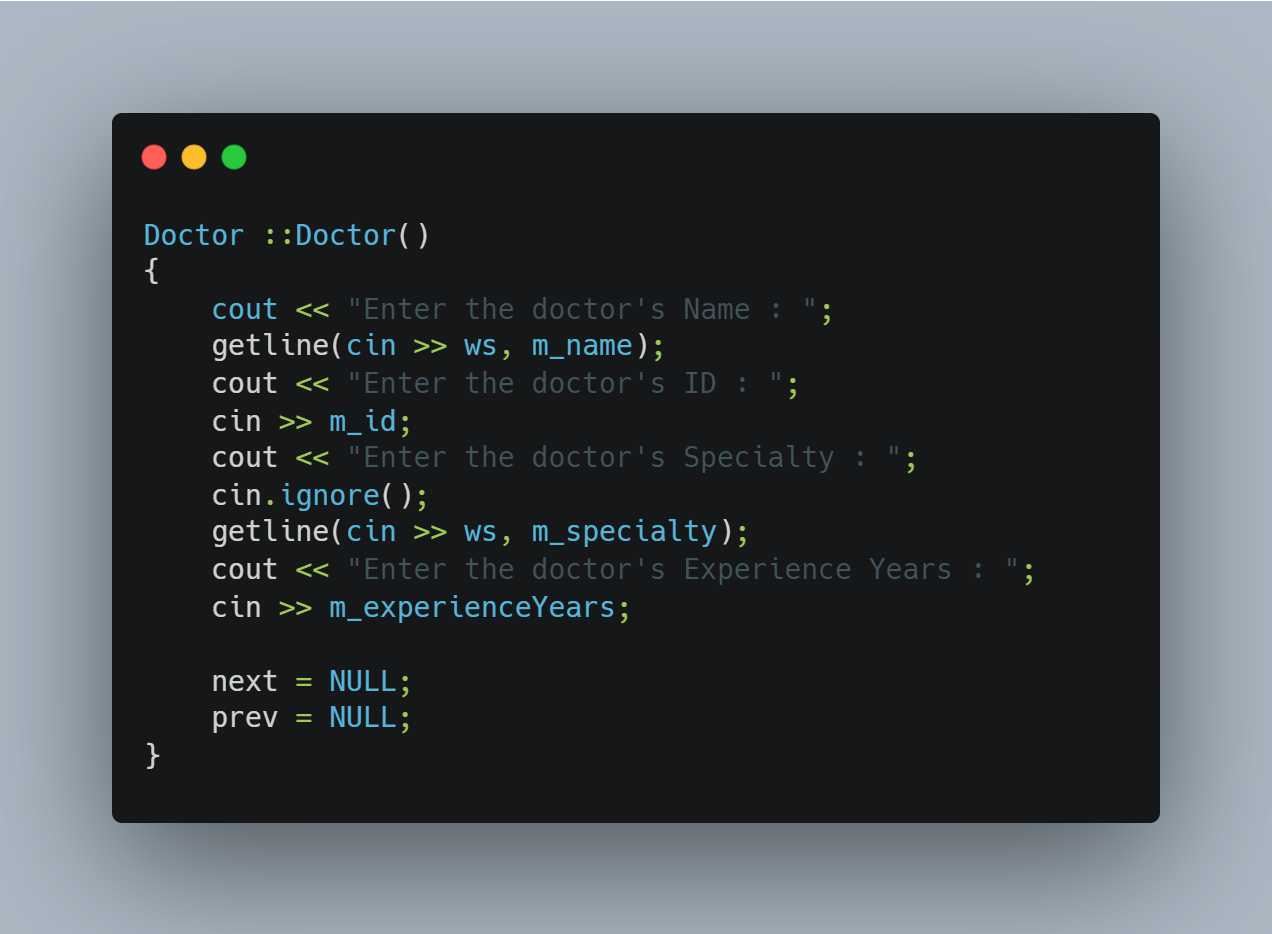 Doctor ::Doctor()
{
    cout << "Enter the doctor's Name : ";
    getline(cin >> ws, m_name);
    cout << "Enter the doctor's ID : ";
    cin >> m_id;
    cout << "Enter the doctor's Specialty : ";
    cin.ignore();
    getline(cin >> ws, m_specialty);
    cout << "Enter the doctor's Experience Years : ";
    cin >> m_experienceYears;

    next = NULL;
    prev = NULL;
}